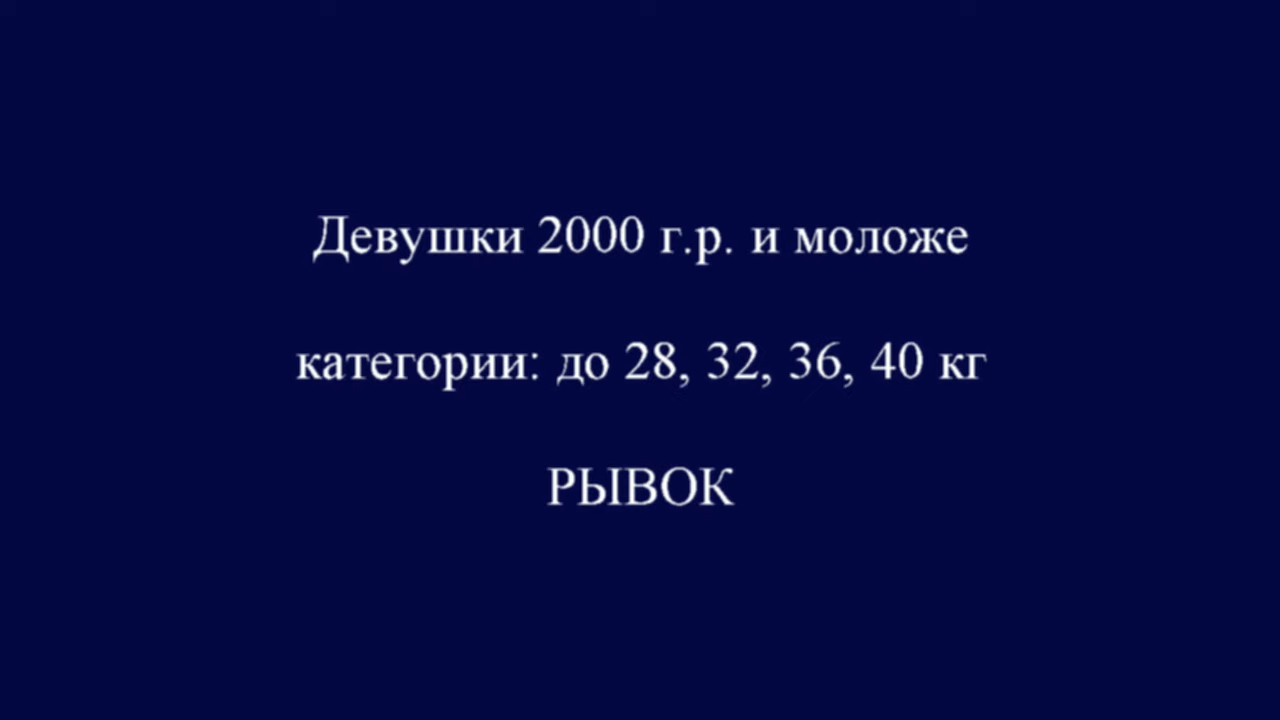 Девушки 2000 г.р. и моложе
категории: до 28, 32, 36, 40 кг
РЫВОК